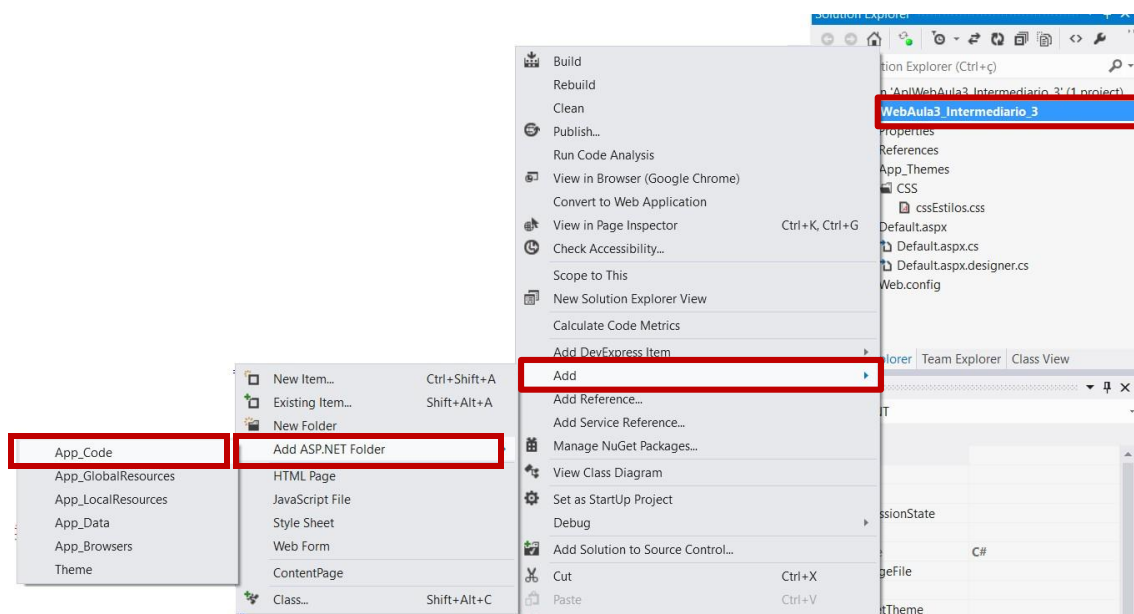 Solution Explorer
tion Explorer (Ctrl+ç)
n 'AplWebAula3_Intermediario_3' (1 project)
WebAula3_Intermediario_3
Properties
References
App_Themes
CSS
cssEstilos.css
Default.aspx
Default.aspx.cs
Default.aspx.designer.cs
Web.config
plorer Team Explorer Class View
NT
ssionState
C#
geFile
tTheme
Build
Rebuild
Clean
Publish...
Run Code Analysis
View in Browser (Google Chrome)
Convert to Web Application
View in Page Inspector Ctrl+K, Ctrl+G
Check Accessibility...
Scope to This
New Solution Explorer View
Calculate Code Metrics
Add DevExpress Item
Add
Add Reference...
Add Service Reference...
Manage NuGet Packages...
View Class Diagram
Set as StartUp Project
Debug
Add Solution to Source Control...
Cut Ctrl+X
Paste Ctrl+V
New Item... Ctrl+Shift+A
Existing Item... Shift+Alt+A
New Folder
Add ASP.NET Folder
HTML Page
JavaScript File
Style Sheet
Web Form
ContentPage
Class... Shift+Alt+C
App_Code
App_GlobalResources
App_LocalResources
App_Data
App_Browsers
Theme